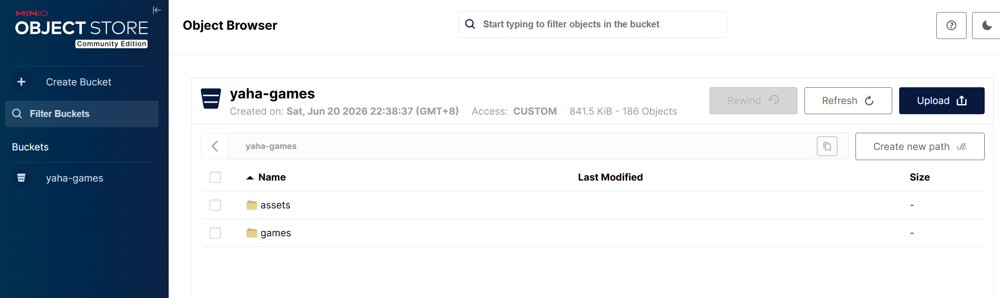 MINIO
OBJECT STORE
Community Edition
Create Bucket
Filter Buckets
Buckets
yaha-games
Object Browser
Start typing to filter objects in the bucket
yaha-games
Created on: Sat, Jun 20 2026 22:38:37 (GMT+8) Access: CUSTOM 841.5 KiB - 186 Objects
Rewind
Refresh
Upload
yaha-games
Create new path
Name Last Modified Size
assets -
games -